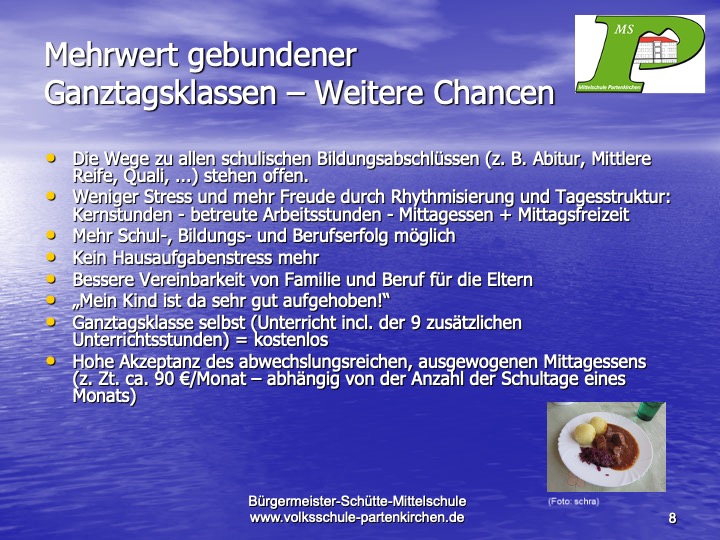 MS
Mittelschule Partenkirchen
Mehrwert gebundener
Ganztagsklassen – Weitere Chancen
• Die Wege zu allen schulischen Bildungsabschlüssen (z. B. Abitur, Mittlere
Reife, Quali, ...) stehen offen.
• Weniger Stress und mehr Freude durch Rhythmisierung und Tagesstruktur:
Kernstunden - betreute Arbeitsstunden - Mittagessen + Mittagsfreizeit
• Mehr Schul-, Bildungs- und Berufserfolg möglich
• Kein Hausaufgabenstress mehr
• Bessere Vereinbarkeit von Familie und Beruf für die Eltern
• „Mein Kind ist da sehr gut aufgehoben!“
• Ganztagsklasse selbst (Unterricht incl. der 9 zusätzlichen
Unterrichtsstunden) = kostenlos
• Hohe Akzeptanz des abwechslungsreichen, ausgewogenen Mittagessens
(z. Zt. ca. 90 €/Monat – abhängig von der Anzahl der Schultage eines
Monats)
(Foto: schra)
Bürgermeister-Schütte-Mittelschule
www.volksschule-partenkirchen.de
8